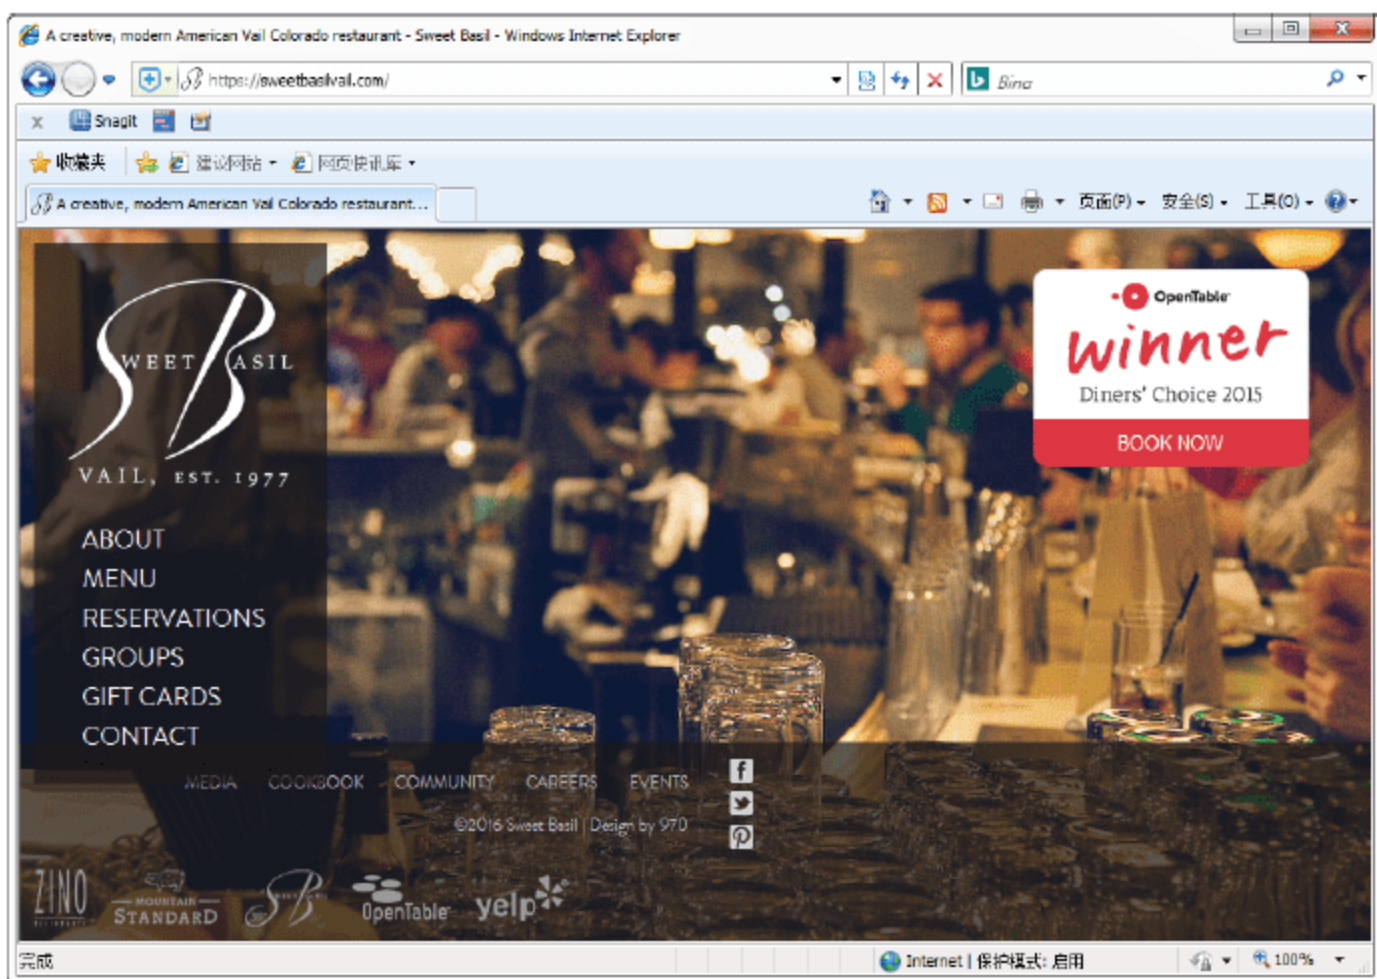 A creative, modern American Vail Colorado restaurant - Sweet Basil - Windows Internet Explorer
https://sweetbasilvail.com/
Bing
x Snagit
收藏夹 建议网站 网页快讯库
A creative, modern American Vail Colorado restaurant... 页面(P) 安全(S) 工具(O)
OpenTable
winner
Diners' Choice 2015
BOOK NOW
SWEET BASIL
VAIL, EST. 1977
ABOUT
MENU
RESERVATIONS
GROUPS
GIFT CARDS
CONTACT
MEDIA COOKBOOK COMMUNITY CAREERS EVENTS
©2016 Sweet Basil | Design by 970
ZINO MOUNTAIN STANDARD SWEET BASIL OpenTable yelp
完成 Internet | 保护模式: 启用 100%